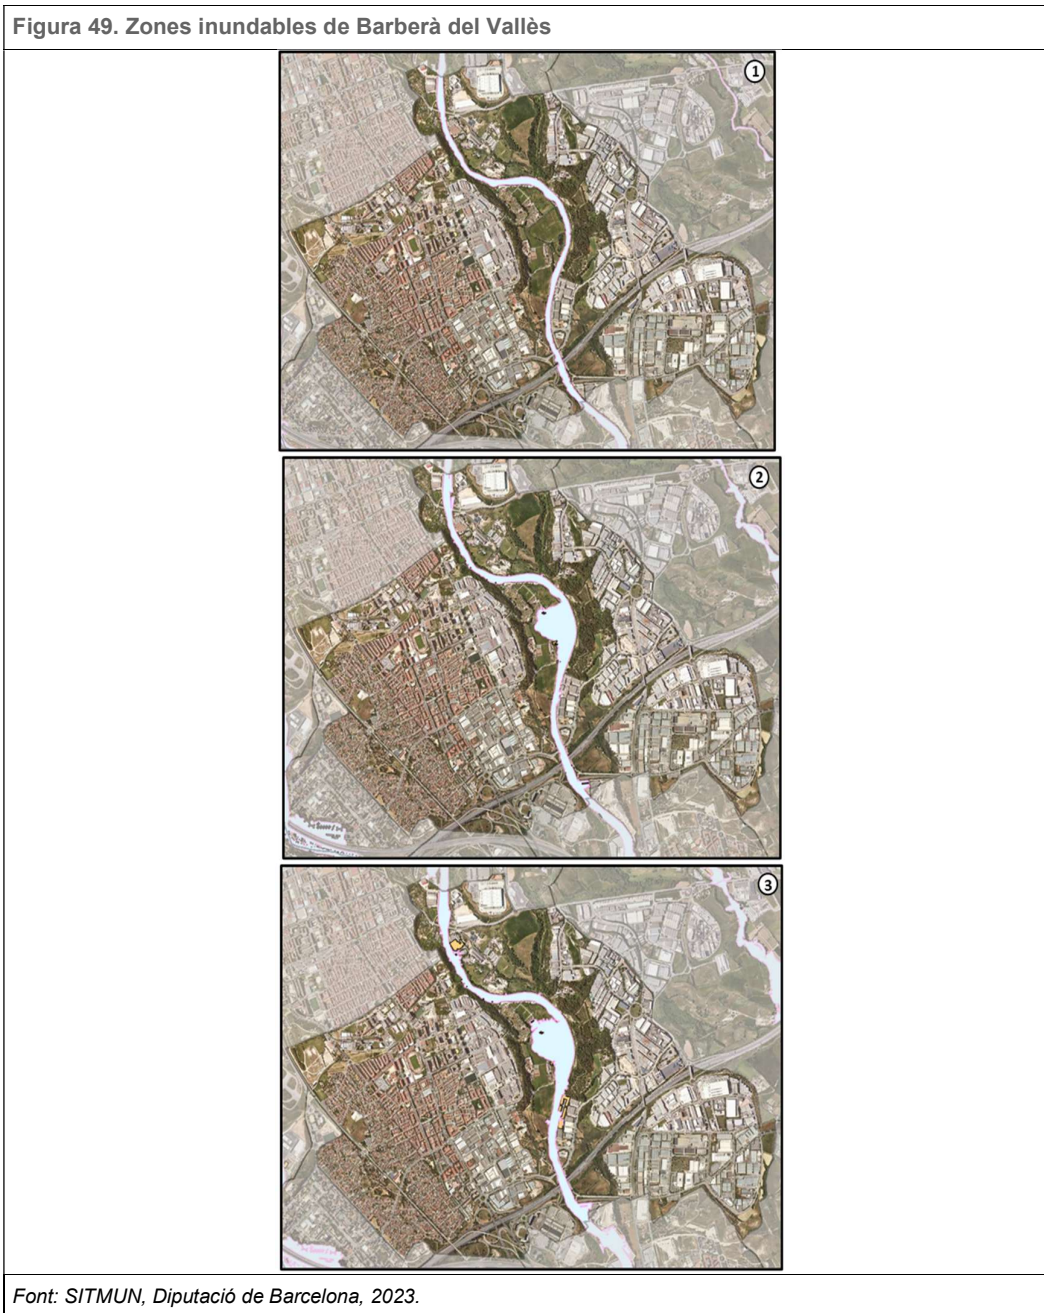 Figura 49. Zones inundables de Barberà del Vallès
1
2
3
Font: SITMUN, Diputació de Barcelona, 2023.